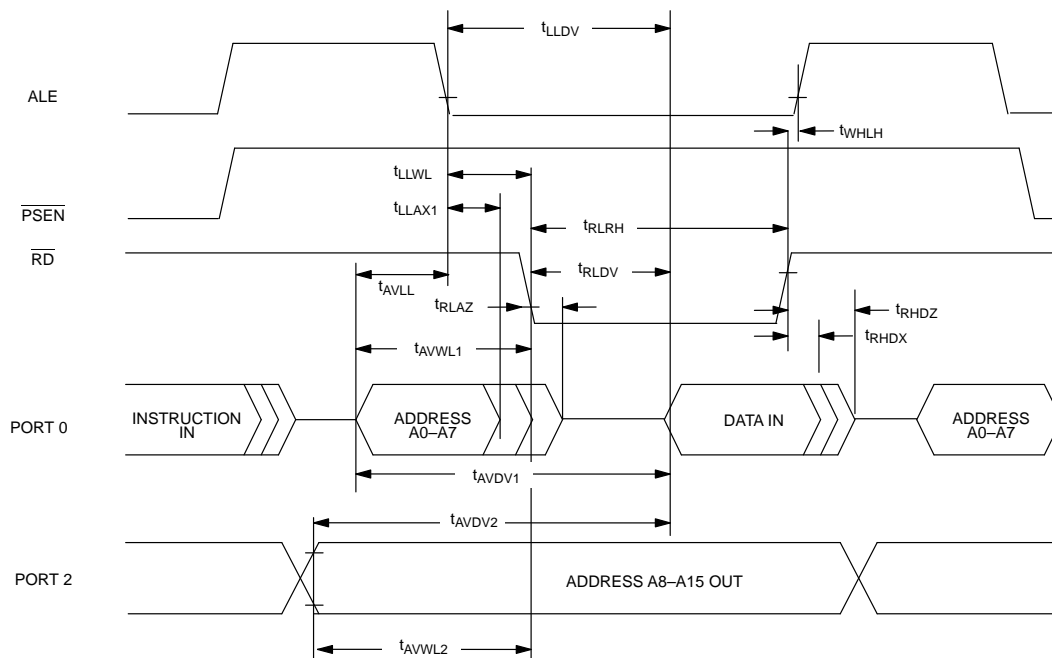 tLLDV
ALE
tWHLH
tLLWL
tLLAX1
PSEN
tRLRH
RD
tRLDV
tAVLL
tRLAZ
tRHDZ
tRHDX
tAVWL1
PORT 0
INSTRUCTION
IN
ADDRESS
A0–A7
DATA IN
ADDRESS
A0–A7
tAVDV1
tAVDV2
PORT 2
ADDRESS A8–A15 OUT
tAVWL2